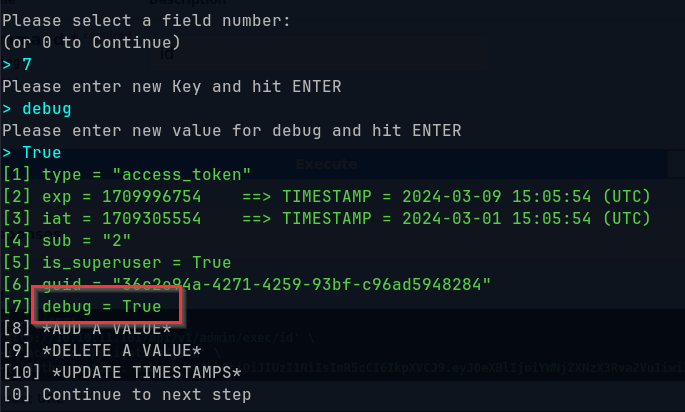 Description
Please select a field number:
(or 0 to Continue)
> 7
Please enter new Key and hit ENTER
> debug
Please enter new value for debug and hit ENTER
> True
Execute
[1] type = "access_token"
[2] exp = 1709996754    ==> TIMESTAMP = 2024-03-09 15:05:54 (UTC)
[3] iat = 1709305554    ==> TIMESTAMP = 2024-03-01 15:05:54 (UTC)
[4] sub = "2"
[5] is_superuser = True
[6] guid = "36c2e94a-4271-4259-93bf-c96ad5948284"
[7] debug = True
[8] *ADD A VALUE*
[9] *DELETE A VALUE*
[10] *UPDATE TIMESTAMPS*
[0] Continue to next step